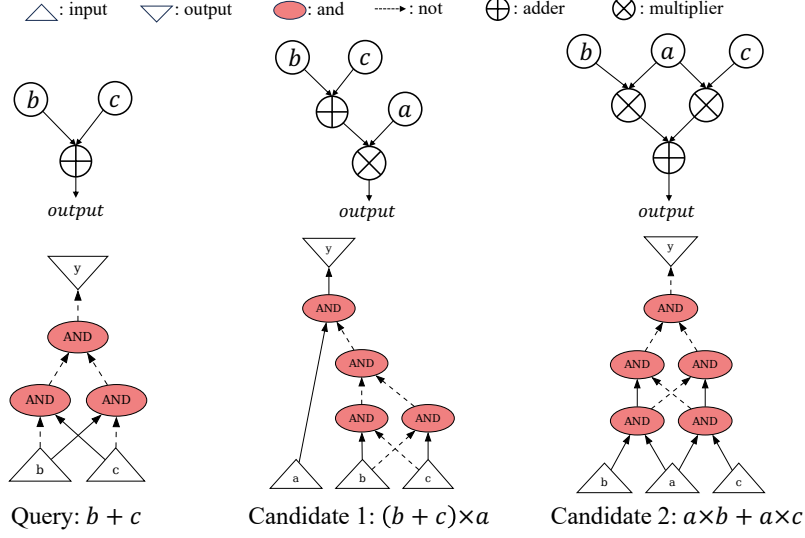 : input : output : and : not : adder : multiplier
b c
output
b c
a
output
b a c
output
y
AND
AND AND
b c
y
AND
AND
AND AND
a b c
y
AND
AND AND
AND AND
b a c
Query: b + c
Candidate 1: (b + c)×a
Candidate 2: a×b + a×c